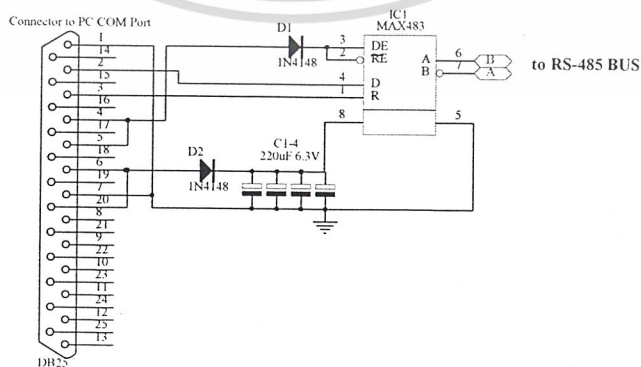 Connector to PC COM Port
1
14
2
15
3
16
4
17
5
18
6
19
7
20
8
21
9
22
10
23
11
24
12
25
13
DB25
D1
1N4148
D2
1N4148
C1-4
220uF 6.3V
IC1
MAX483
3 DE
2 RE
4 D
1 R
8
5
A 6 B
B 7 A
to RS-485 BUS